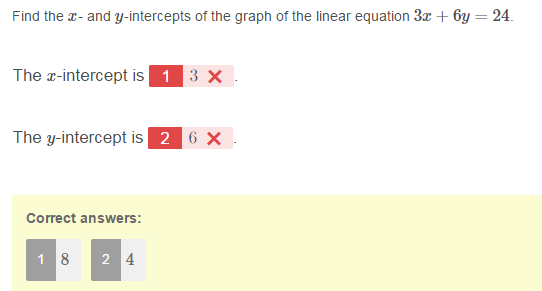 Find the x- and y-intercepts of the graph of the linear equation 3x + 6y = 24.
The x-intercept is 1 3 ✕ .
The y-intercept is 2 6 ✕ .
Correct answers:
1 8 2 4